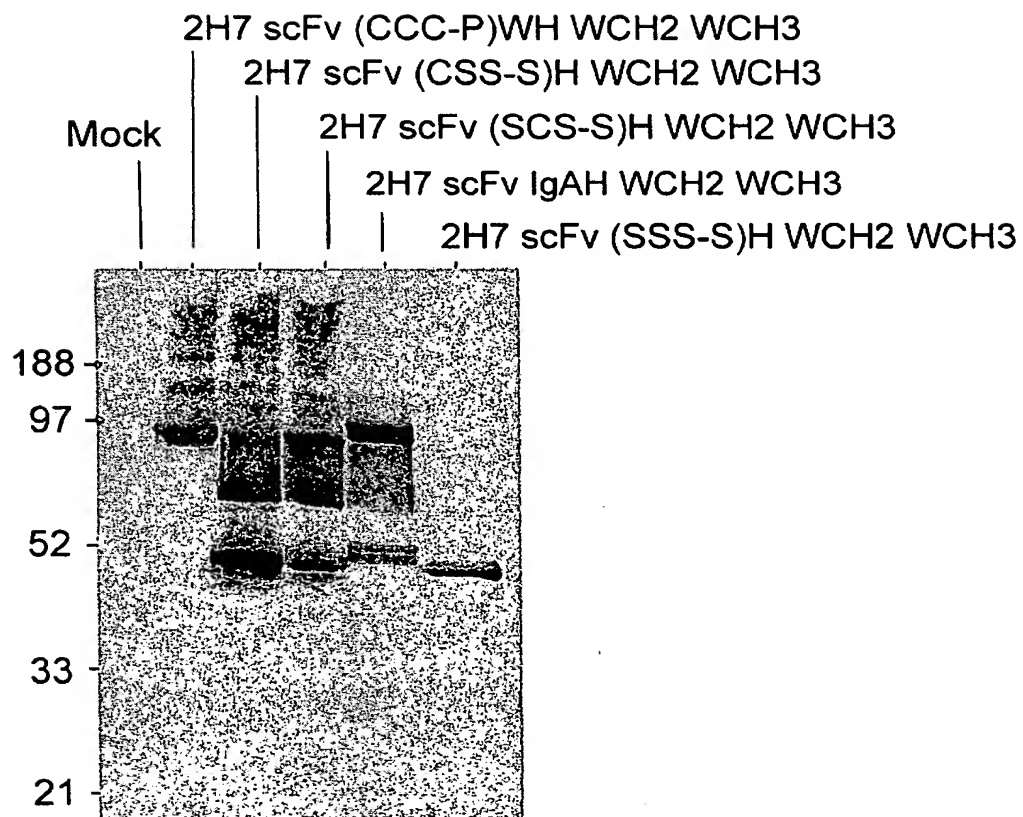 2H7 scFv (CCC-P)WH WCH2 WCH3
2H7 scFv (CSS-S)H WCH2 WCH3
Mock
2H7 scFv (SCS-S)H WCH2 WCH3
2H7 scFv IgAH WCH2 WCH3
2H7 scFv (SSS-S)H WCH2 WCH3
188
97
52
33
21